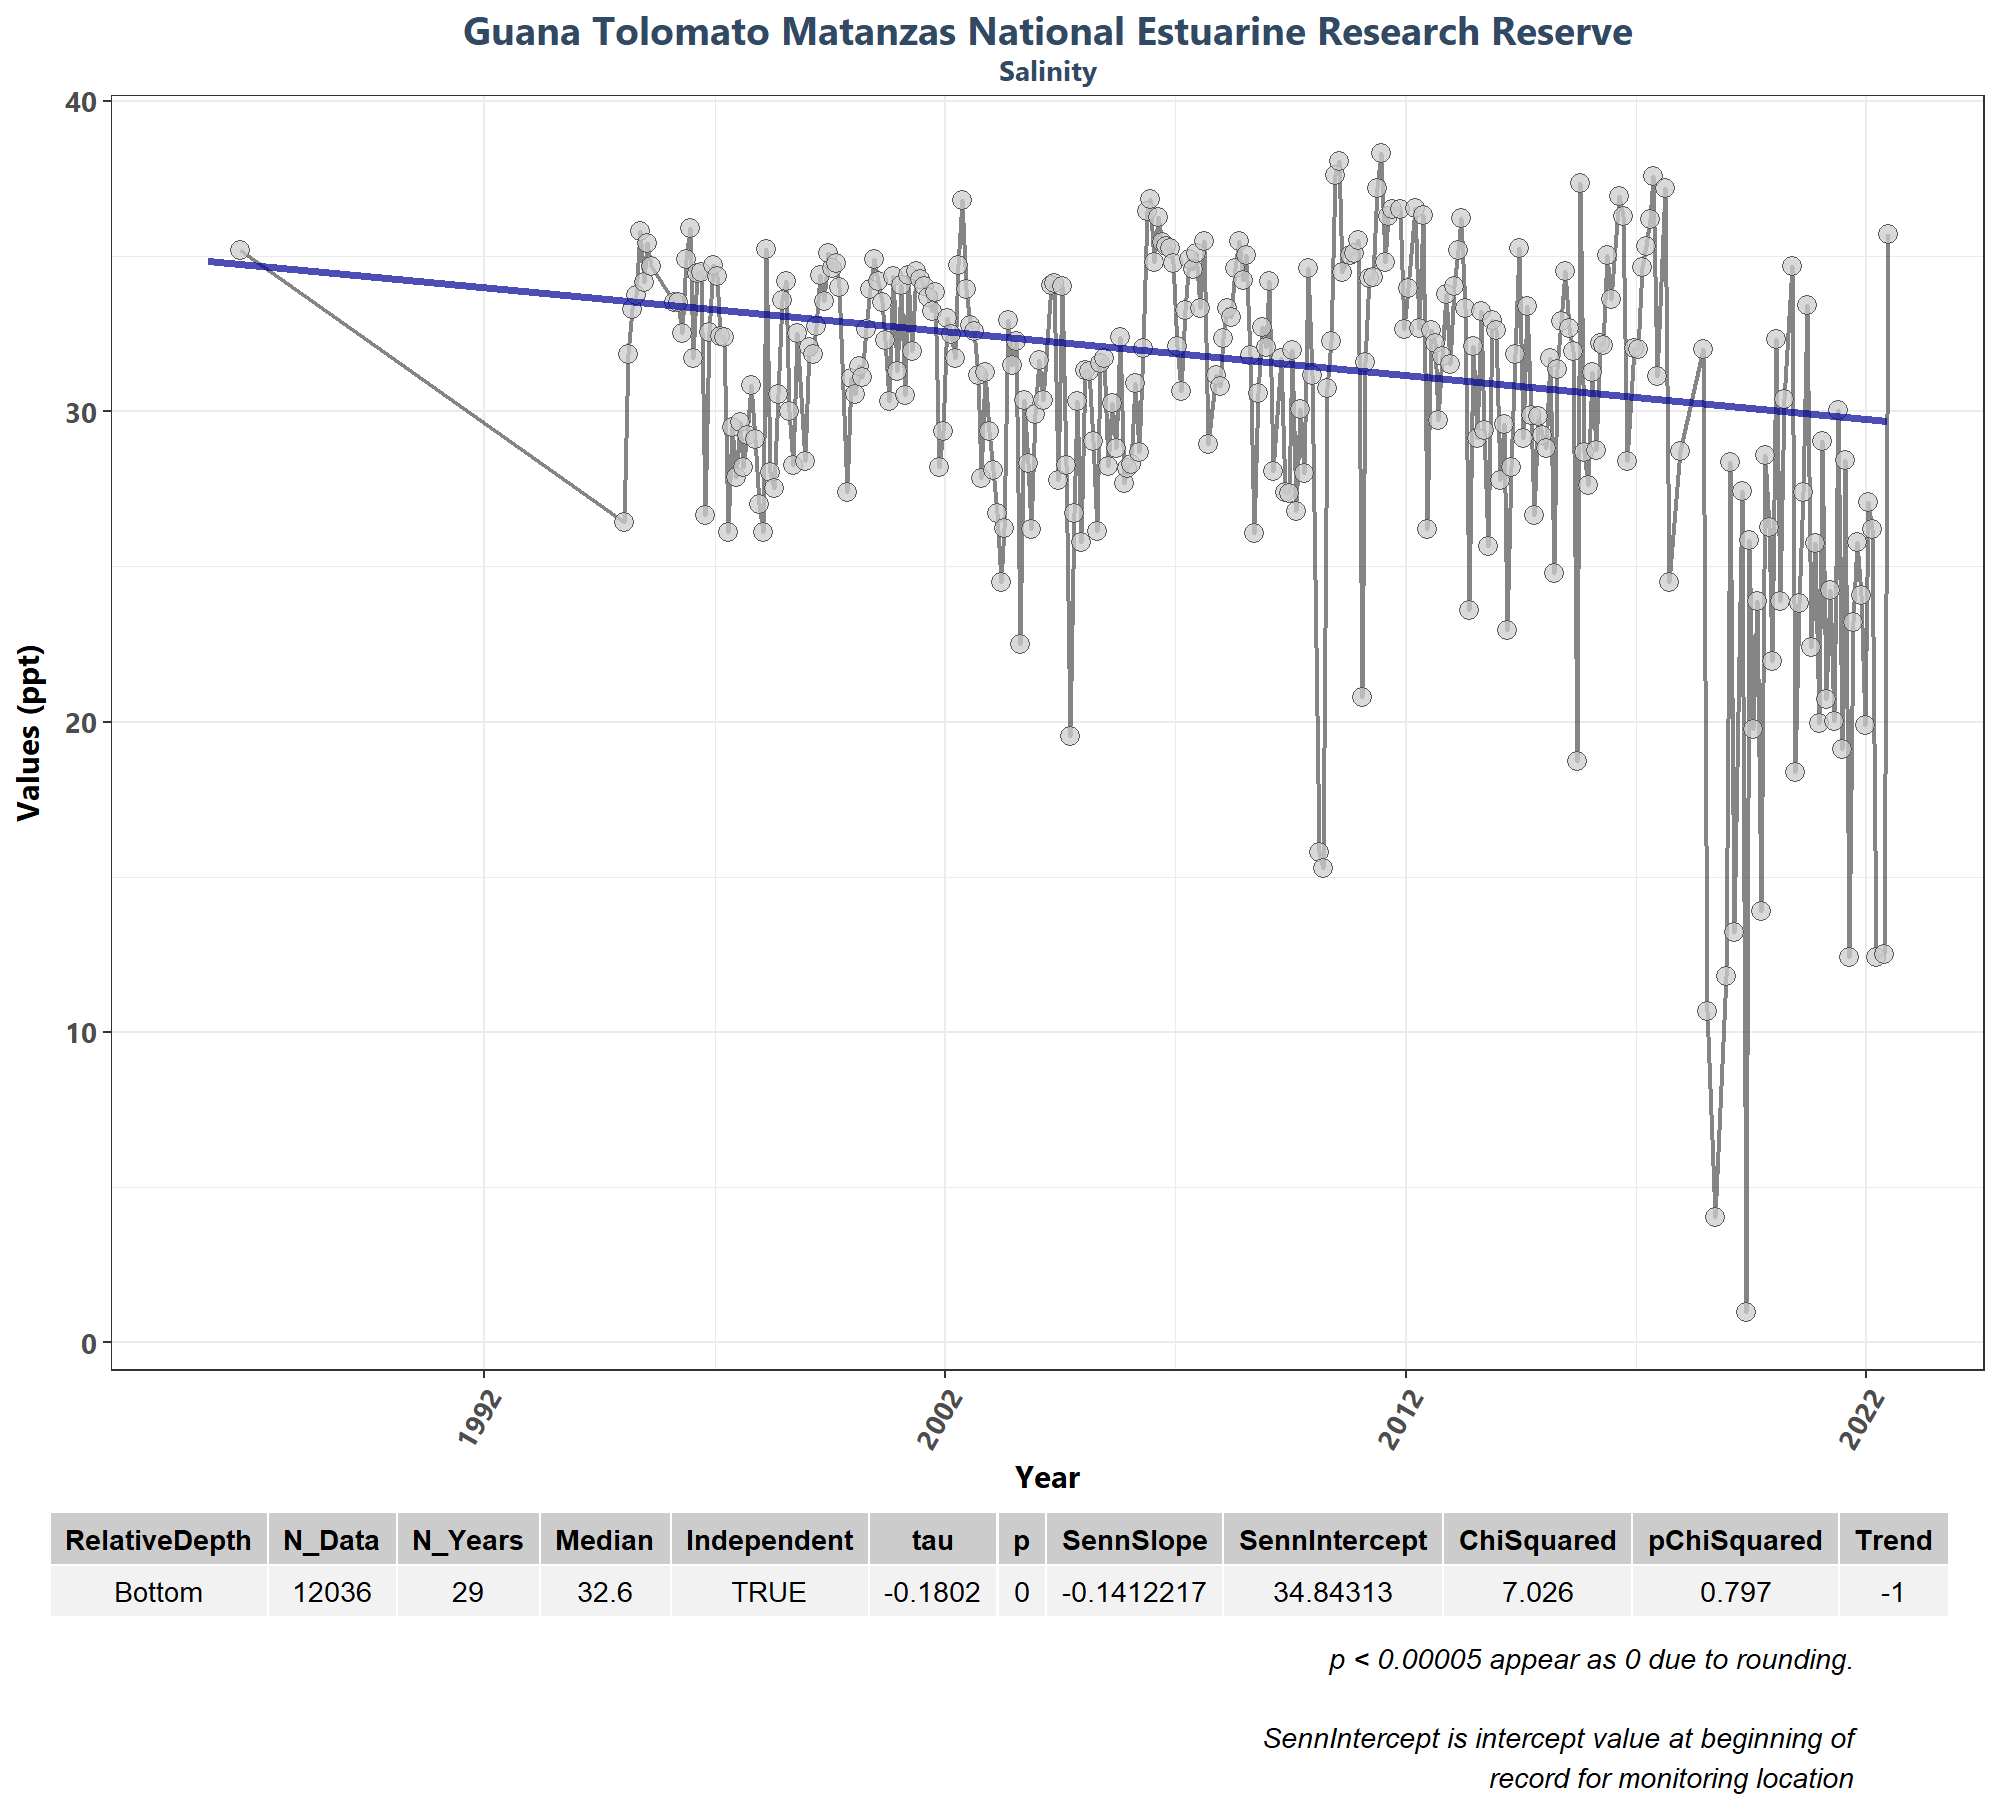 Guana Tolomato Matanzas National Estuarine Research Reserve
Salinity
40
30
20
10
0
Values (ppt)
1992 2002 2012 2022
Year
RelativeDepth N_Data N_Years Median Independent tau p SennSlope SennIntercept ChiSquared pChiSquared Trend
Bottom 12036 29 32.6 TRUE -0.1802 0 -0.1412217 34.84313 7.026 0.797 -1
p < 0.00005 appear as 0 due to rounding.
SennIntercept is intercept value at beginning of
record for monitoring location